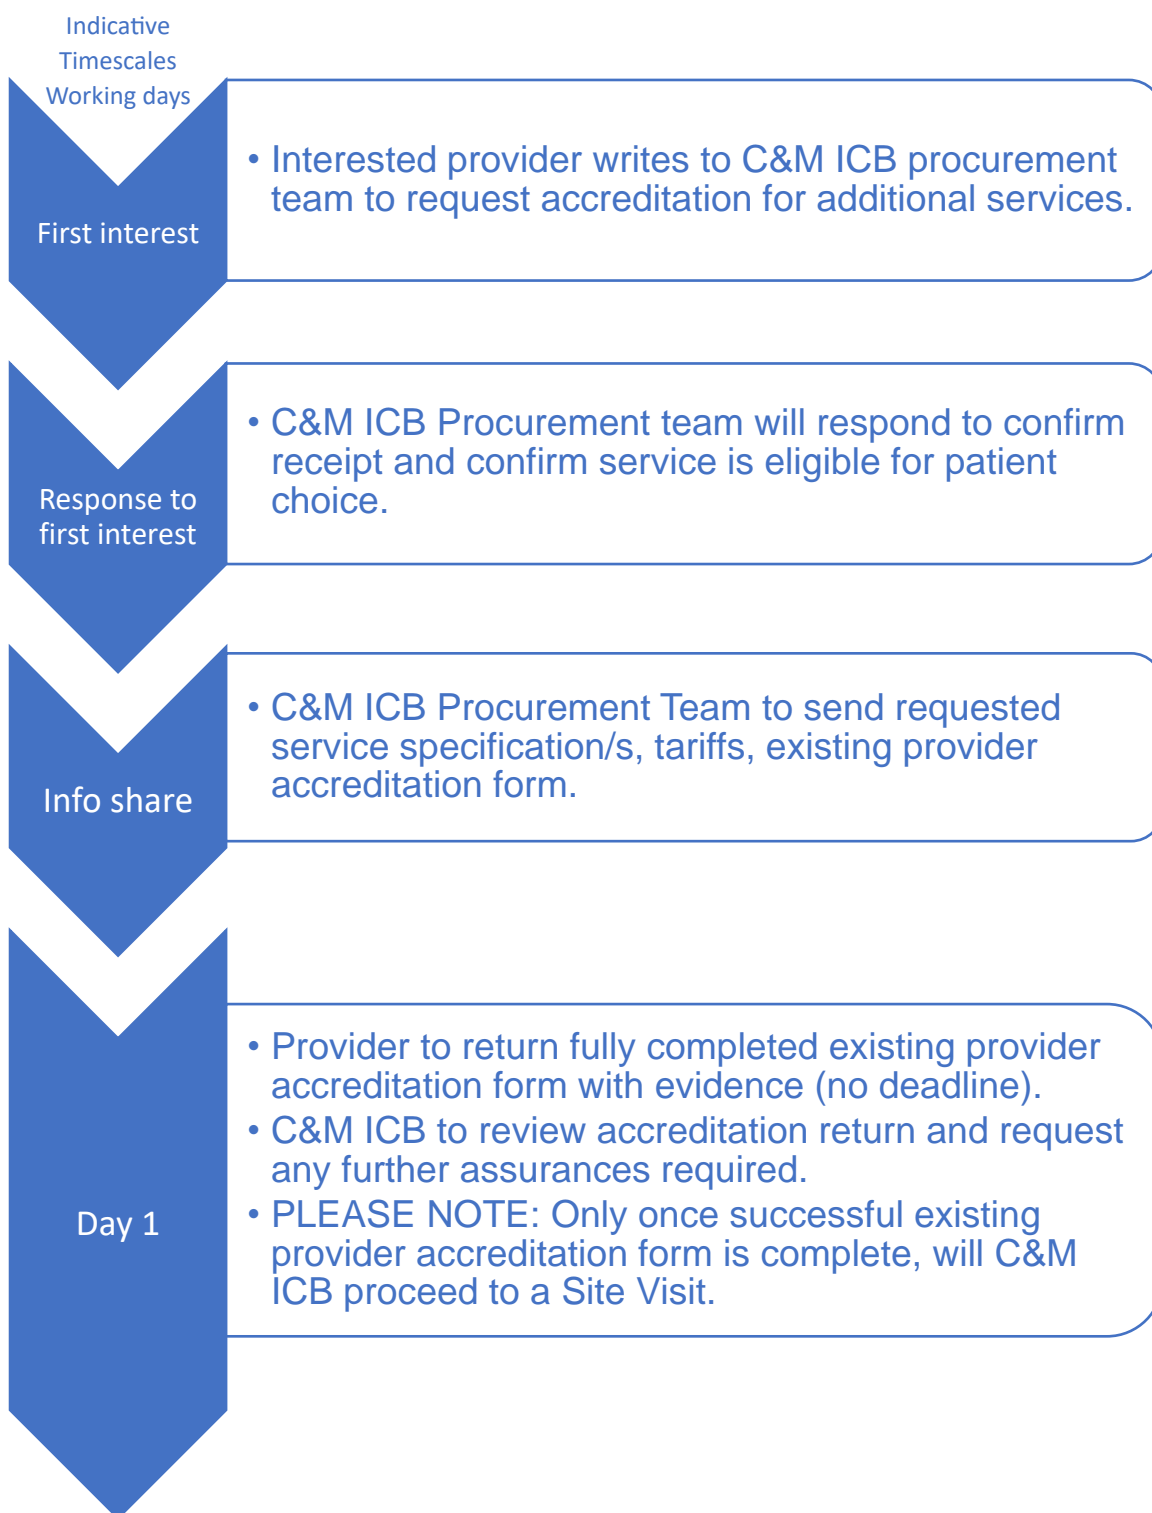 Indicative
Timescales
Working days
First interest
• Interested provider writes to C&M ICB procurement
team to request accreditation for additional services.
Response to
first interest
• C&M ICB Procurement team will respond to confirm
receipt and confirm service is eligible for patient
choice.
Info share
• C&M ICB Procurement Team to send requested
service specification/s, tariffs, existing provider
accreditation form.
Day 1
• Provider to return fully completed existing provider
accreditation form with evidence (no deadline).
• C&M ICB to review accreditation return and request
any further assurances required.
• PLEASE NOTE: Only once successful existing
provider accreditation form is complete, will C&M
ICB proceed to a Site Visit.